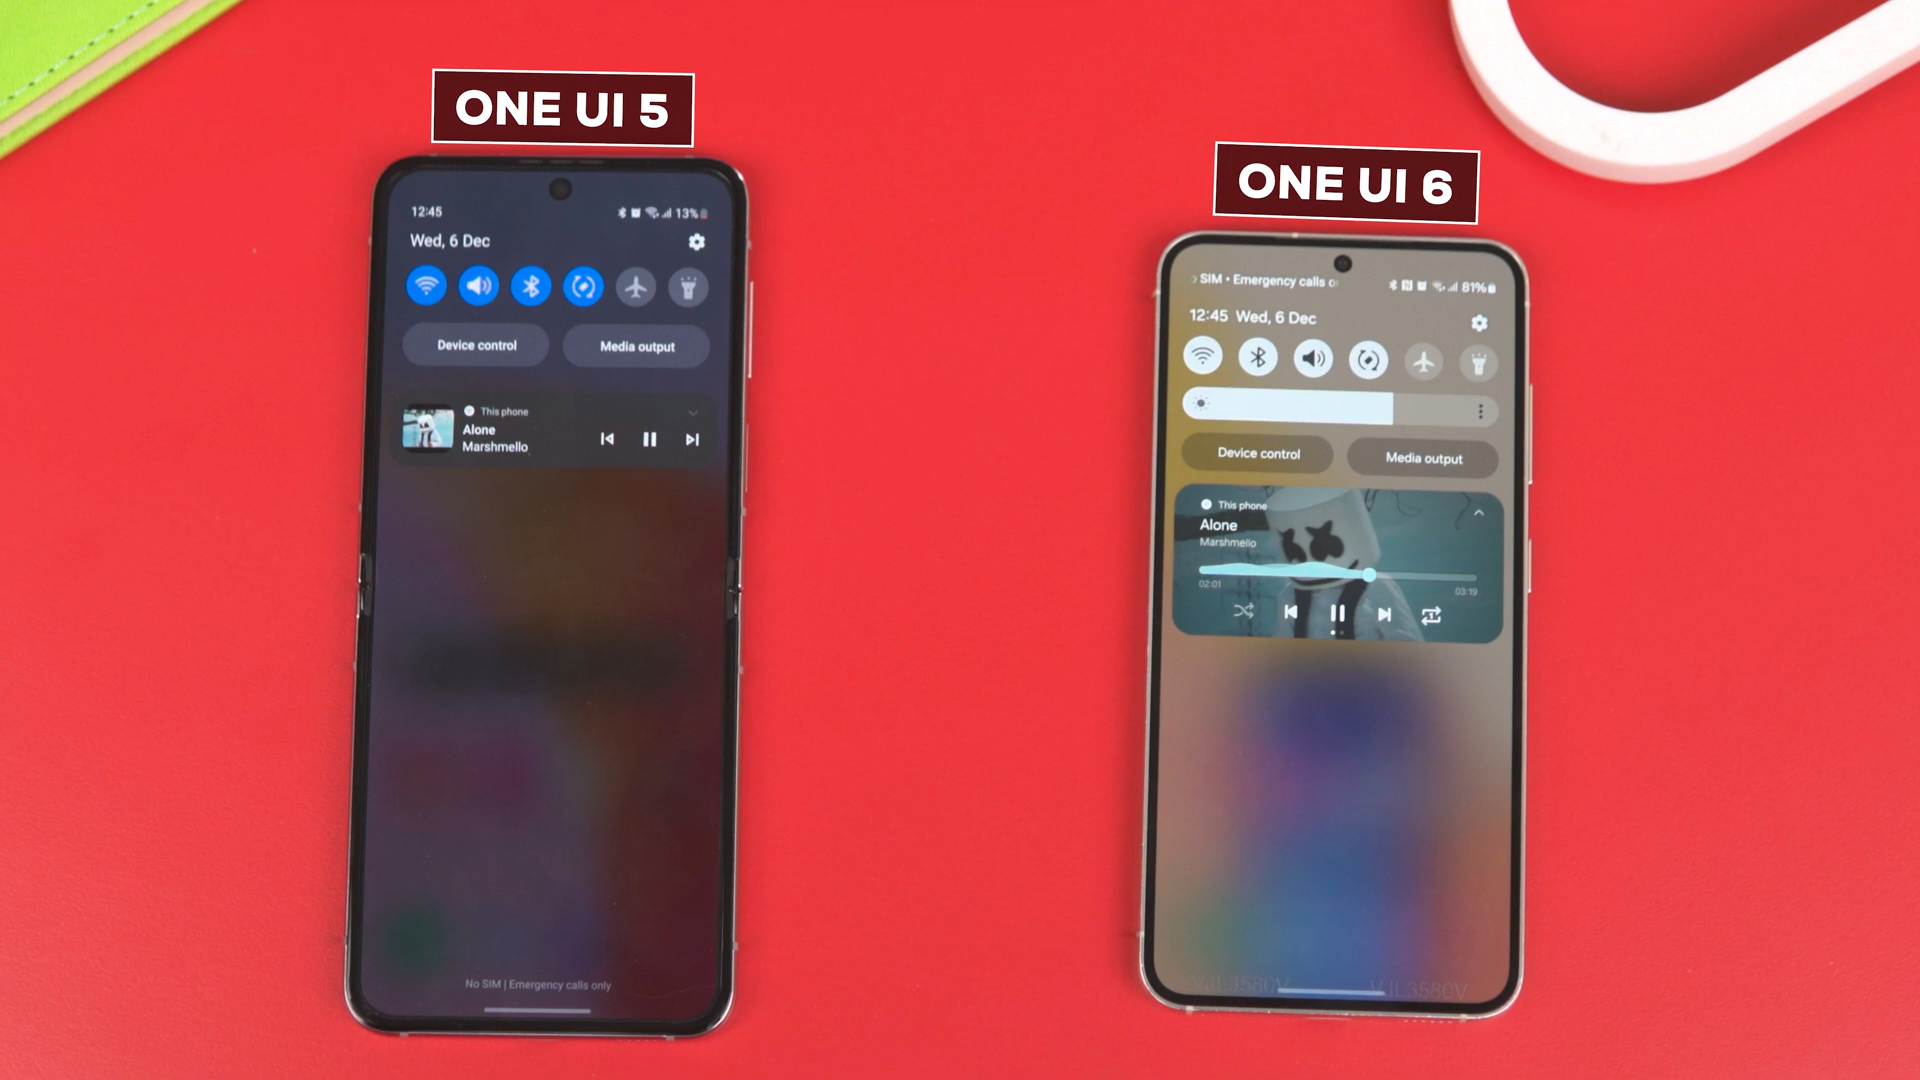 ONE UI 5
12:45
13%
Wed, 6 Dec
Device control
Media output
This phone
Alone
Marshmello
No SIM | Emergency calls only
ONE UI 6
SIM • Emergency calls
81%
12:45 Wed, 6 Dec
Device control
Media output
This phone
Alone
Marshmello
02:01
03:19